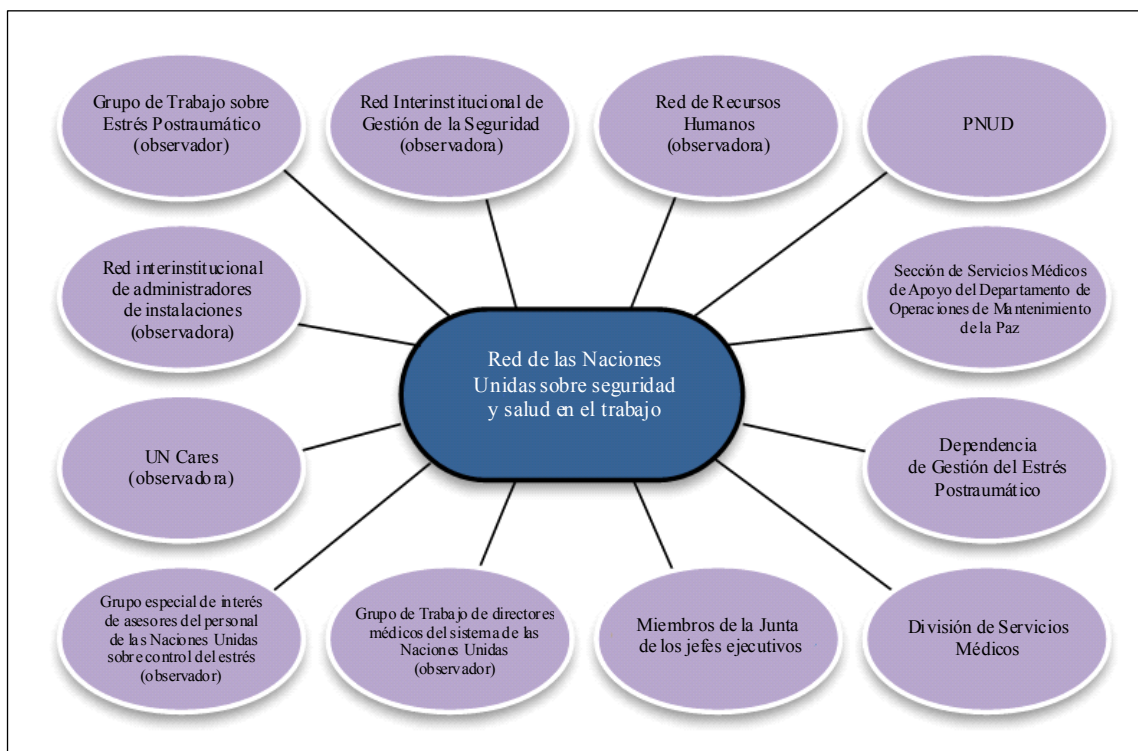 Grupo de Trabajo sobre
Estrés Postraumático
(observador)
Red Interinstitucional de
Gestión de la Seguridad
(observadora)
Red de Recursos
Humanos
(observadora)
PNUD
Red interinstitucional
de administradores
de instalaciones
(observadora)
Sección de Servicios Médicos
de Apoyo del Departamento de
Operaciones de Mantenimiento
de la Paz
Red de las Naciones
Unidas sobre seguridad
y salud en el trabajo
UN Cares
(observadora)
Dependencia
de Gestión del Estrés
Postraumático
Grupo especial de interés
de asesores del personal
de las Naciones Unidas
sobre control del estrés
(observador)
Grupo de Trabajo de directores
médicos del sistema de las
Naciones Unidas
(observador)
Miembros de la Junta
de los jefes ejecutivos
División de Servicios
Médicos